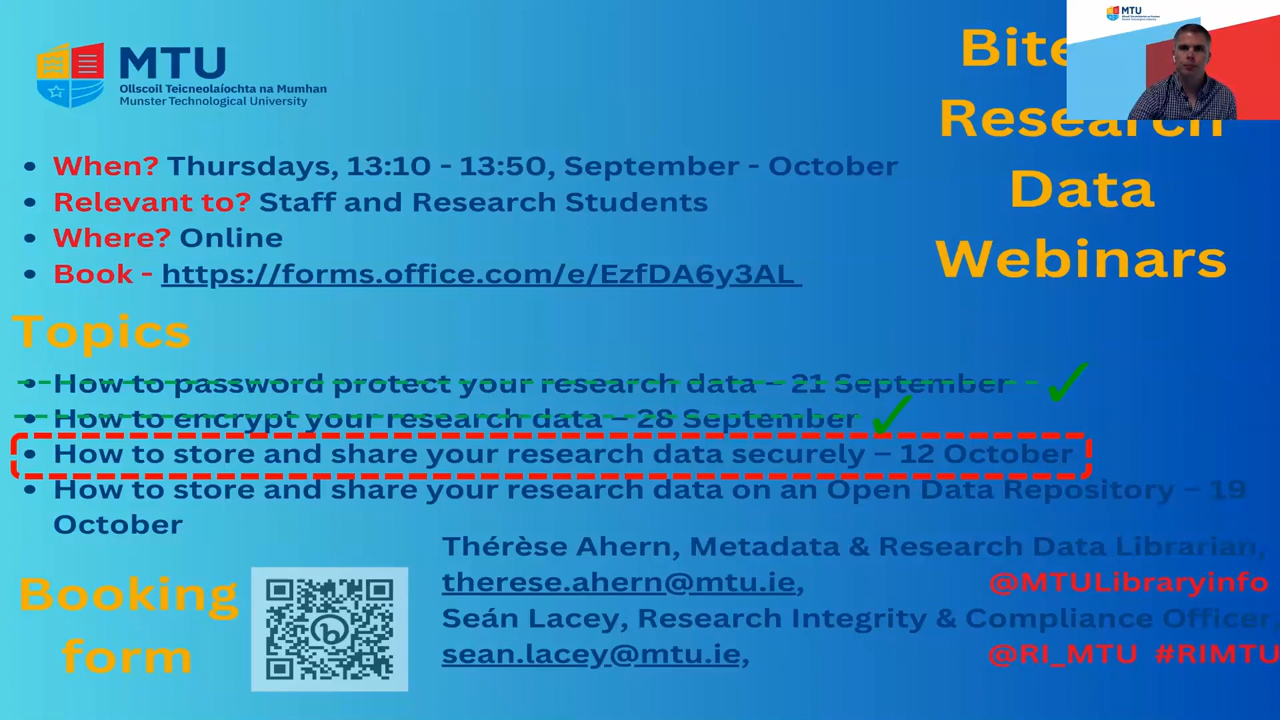 MTU
Ollscoil Teicneolaíochta na Mumhan
Munster Technological University
MTU
Research
Data
Webinars
• When? Thursdays, 13:10 - 13:50, September - October
• Relevant to? Staff and Research Students
• Where? Online
• Book - https://forms.office.com/e/EzfDA6y3AL
Topics
• How to password protect your research data – 21 September ✓
• How to encrypt your research data – 28 September ✓
• How to store and share your research data securely – 12 October
• How to store and share your research data on an Open Data Repository – 19
October
Booking
form
Thérèse Ahern, Metadata & Research Data Librarian,
therese.ahern@mtu.ie, @MTULibraryinfo
Seán Lacey, Research Integrity & Compliance Officer,
sean.lacey@mtu.ie, @RI_MTU #RIMTU